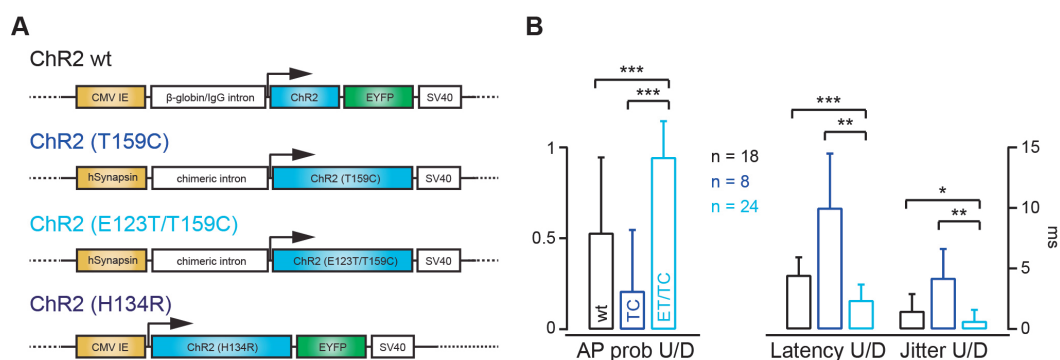 A
ChR2 wt
CMV IE β-globin/IgG intron ChR2 EYFP SV40
ChR2 (T159C)
hSynapsin chimeric intron ChR2 (T159C) SV40
ChR2 (E123T/T159C)
hSynapsin chimeric intron ChR2 (E123T/T159C) SV40
ChR2 (H134R)
CMV IE ChR2 (H134R) EYFP SV40
B
***
***
1
0.5
0
wt
TC
ET/TC
AP prob U/D
n = 18
n = 8
n = 24
***
**
*
**
15
10
5
0
ms
Latency U/D Jitter U/D